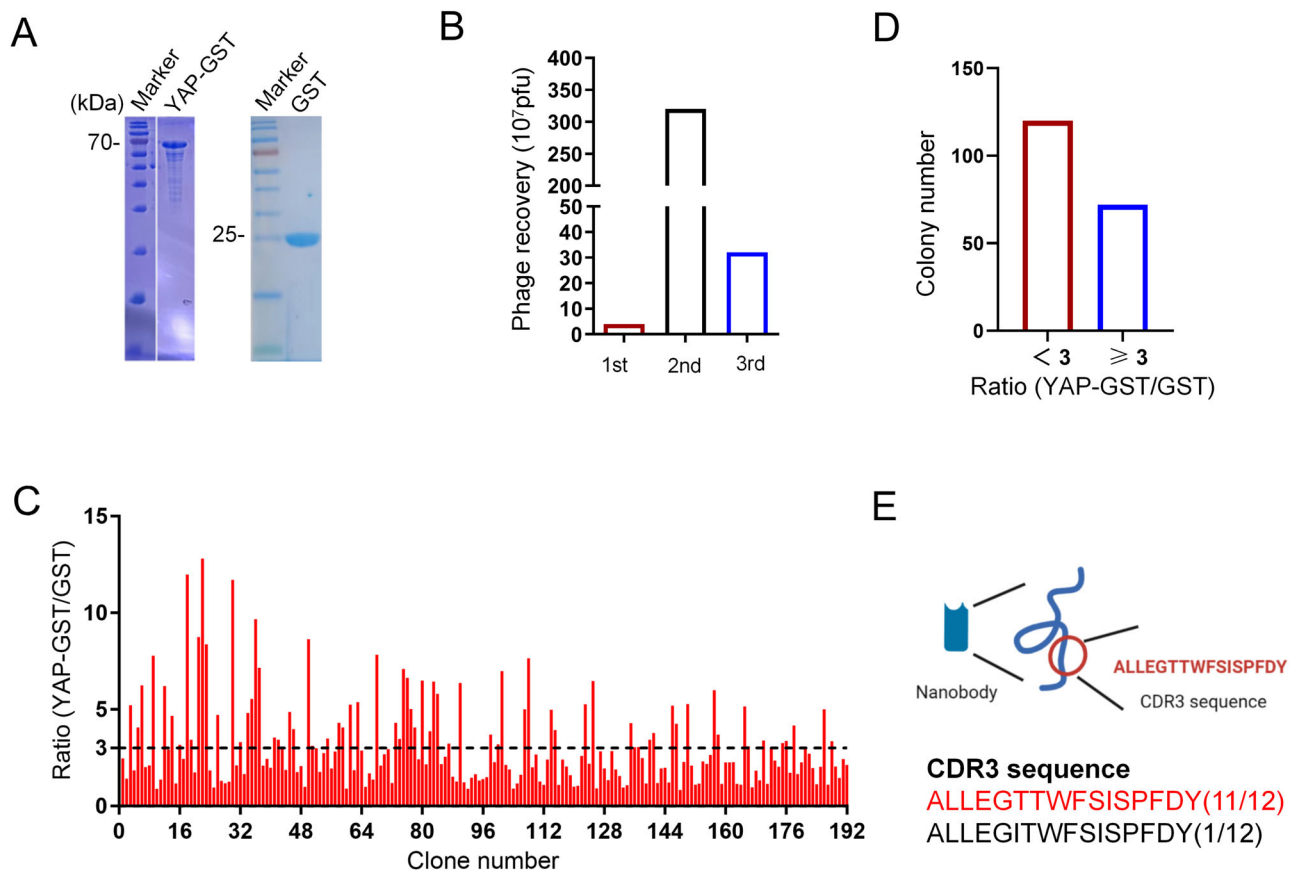 A
(kDa)
Marker
YAP-GST
70-
Marker
GST
25-
B
Phage recovery (10⁷pfu)
400
350
300
250
200
50
40
30
20
10
0
1st 2nd 3rd
D
Colony number
150
100
50
0
< 3 ⩾ 3
Ratio (YAP-GST/GST)
C
Ratio (YAP-GST/GST)
15
10
5
3
0
0 16 32 48 64 80 96 112 128 144 160 176 192
Clone number
E
ALLEGTTWFSISPFDY
Nanobody
CDR3 sequence
CDR3 sequence
ALLEGTTWFSISPFDY(11/12)
ALLEGITWFSISPFDY(1/12)